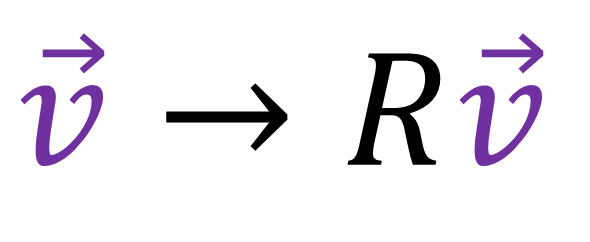 v⃗ → Rv⃗